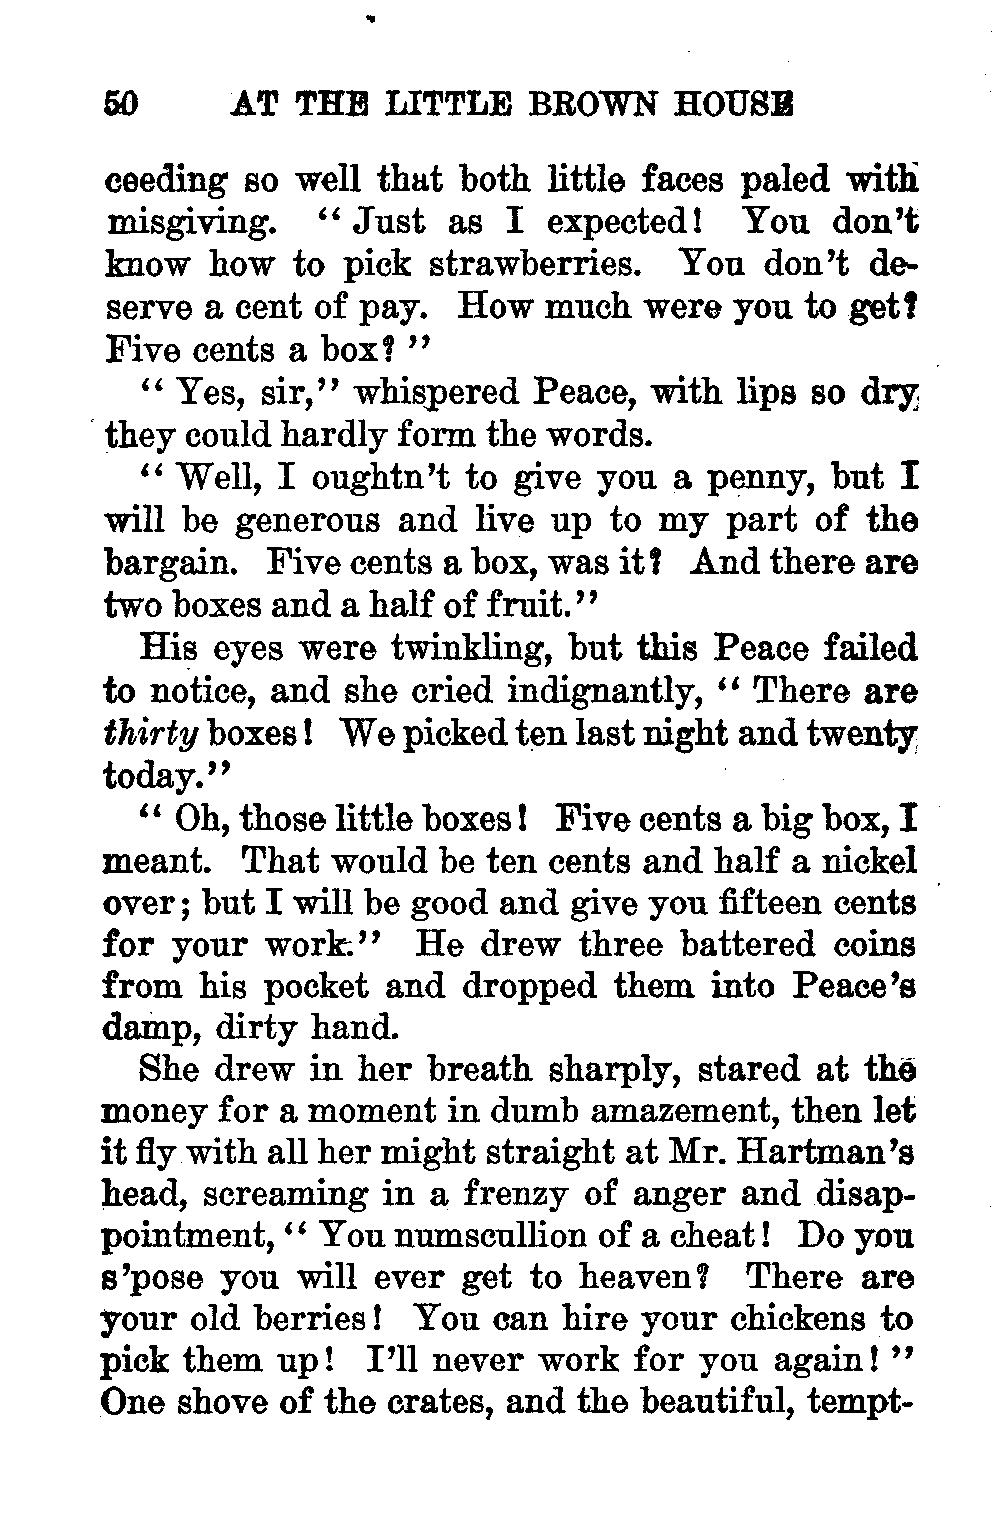 50 AT THE LITTLE BROWN HOUSE
ceeding so well that both little faces paled with
misgiving. “ Just as I expected! You don’t
know how to pick strawberries. You don’t de-
serve a cent of pay. How much were you to get?
Five cents a box? ”
“ Yes, sir,” whispered Peace, with lips so dry
they could hardly form the words.
“ Well, I oughtn’t to give you a penny, but I
will be generous and live up to my part of the
bargain. Five cents a box, was it? And there are
two boxes and a half of fruit.”
His eyes were twinkling, but this Peace failed
to notice, and she cried indignantly, “ There are
thirty boxes! We picked ten last night and twenty
today.”
“ Oh, those little boxes! Five cents a big box, I
meant. That would be ten cents and half a nickel
over; but I will be good and give you fifteen cents
for your work.” He drew three battered coins
from his pocket and dropped them into Peace’s
damp, dirty hand.
She drew in her breath sharply, stared at the
money for a moment in dumb amazement, then let
it fly with all her might straight at Mr. Hartman’s
head, screaming in a frenzy of anger and disap-
pointment, “ You numscullion of a cheat! Do you
s’pose you will ever get to heaven? There are
your old berries! You can hire your chickens to
pick them up! I’ll never work for you again! ”
One shove of the crates, and the beautiful, tempt-